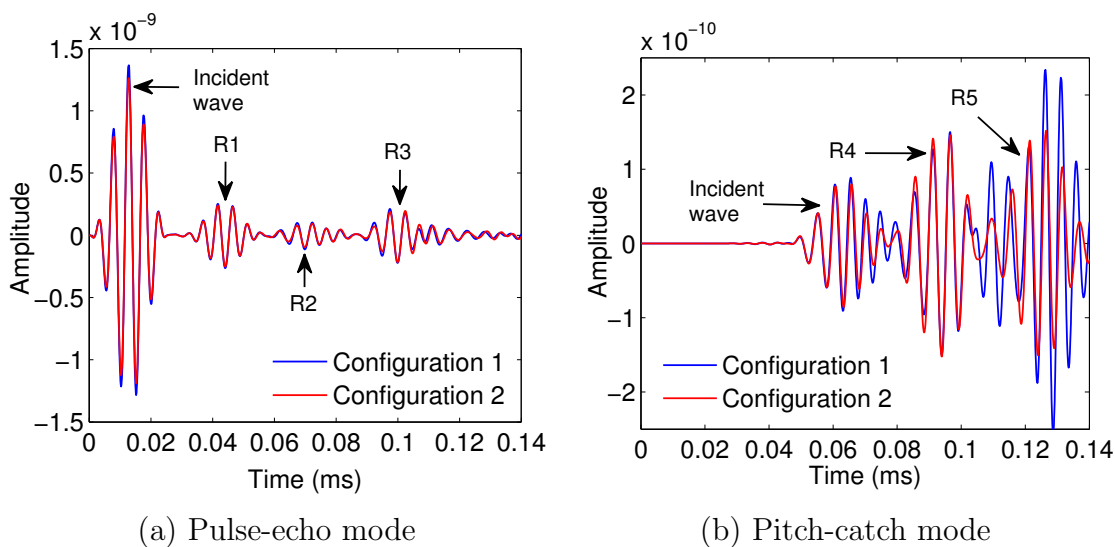 x 10⁻⁹
1.5
1
0.5
0
−0.5
−1
−1.5
Amplitude
Incident
wave
R1
R2
R3
Configuration 1
Configuration 2
0 0.02 0.04 0.06 0.08 0.1 0.12 0.14
Time (ms)
(a) Pulse-echo mode
x 10⁻¹⁰
2
1
0
−1
−2
Amplitude
Incident
wave
R4
R5
Configuration 1
Configuration 2
0 0.02 0.04 0.06 0.08 0.1 0.12 0.14
Time (ms)
(b) Pitch-catch mode